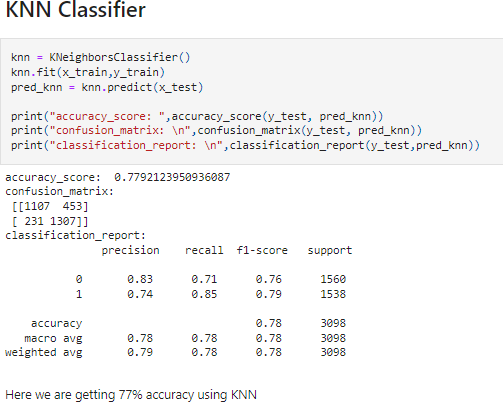 KNN Classifier
knn = KNeighborsClassifier()
knn.fit(x_train,y_train)
pred_knn = knn.predict(x_test)
print("accuracy_score: ",accuracy_score(y_test, pred_knn))
print("confusion_matrix: \n",confusion_matrix(y_test, pred_knn))
print("classification_report: \n",classification_report(y_test,pred_knn))
accuracy_score:  0.7792123950936087
confusion_matrix:
[[1107  453]
[ 231 1307]]
classification_report:
precision    recall  f1-score   support
0       0.83      0.71      0.76      1560
1       0.74      0.85      0.79      1538
accuracy                           0.78      3098
macro avg       0.78      0.78      0.78      3098
weighted avg       0.79      0.78      0.78      3098
Here we are getting 77% accuracy using KNN